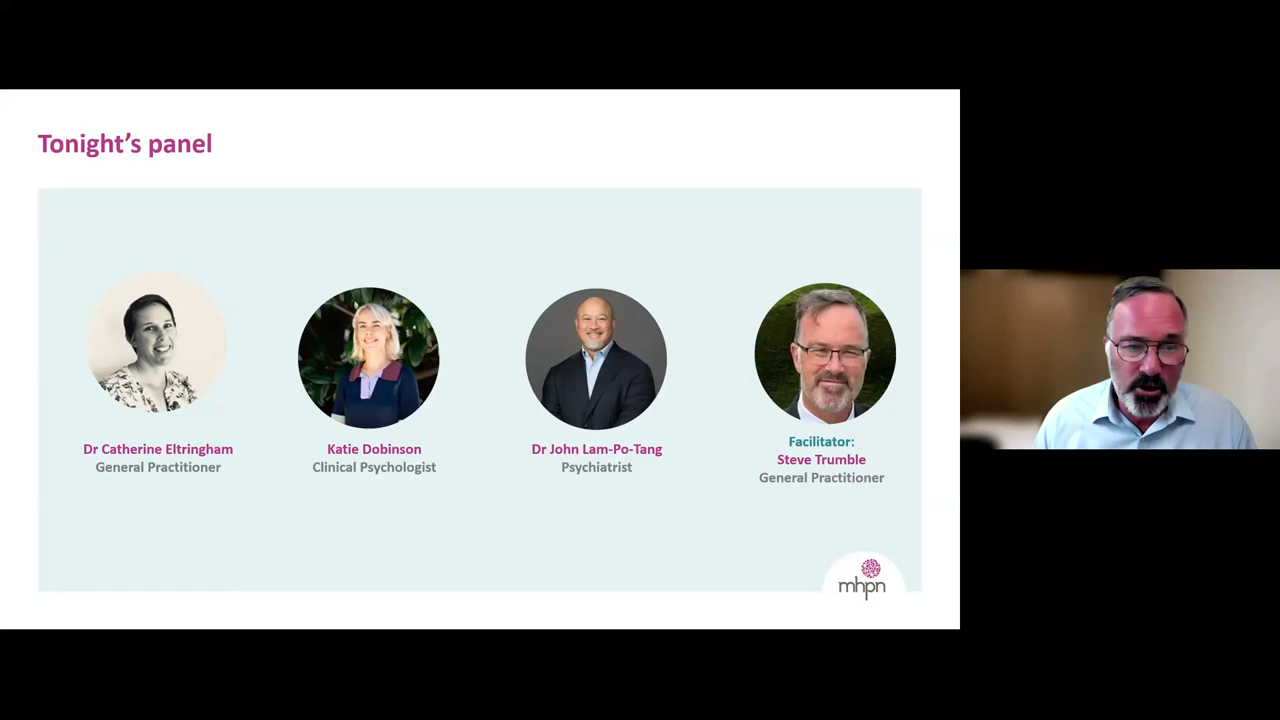 Tonight's panel
Dr Catherine Eltringham
General Practitioner
Katie Dobinson
Clinical Psychologist
Dr John Lam-Po-Tang
Psychiatrist
Facilitator:
Steve Trumble
General Practitioner
mhpn